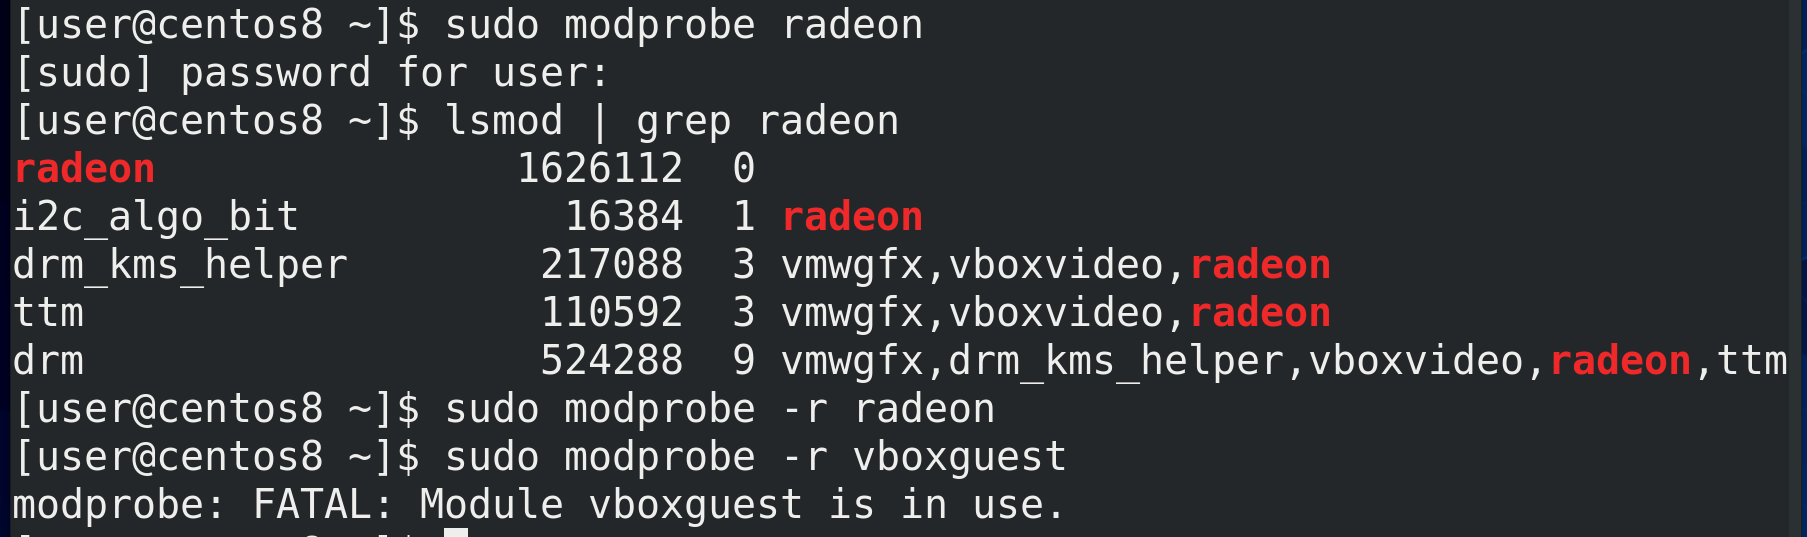 [user@centos8 ~]$ sudo modprobe radeon
[sudo] password for user:
[user@centos8 ~]$ lsmod | grep radeon
radeon               1626112  0
i2c_algo_bit           16384  1 radeon
drm_kms_helper        217088  3 vmwgfx,vboxvideo,radeon
ttm                   110592  3 vmwgfx,vboxvideo,radeon
drm                   524288  9 vmwgfx,drm_kms_helper,vboxvideo,radeon,ttm
[user@centos8 ~]$ sudo modprobe -r radeon
[user@centos8 ~]$ sudo modprobe -r vboxguest
modprobe: FATAL: Module vboxguest is in use.